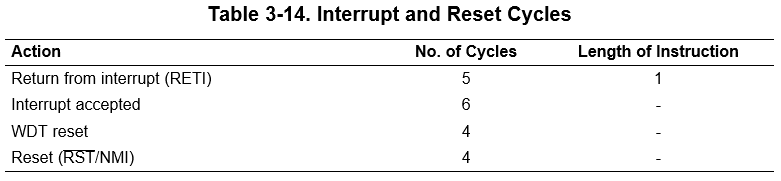 Table 3-14. Interrupt and Reset Cycles
Action No. of Cycles Length of Instruction
Return from interrupt (RETI) 5 1
Interrupt accepted 6 -
WDT reset 4 -
Reset (R̅S̅T̅/NMI) 4 -